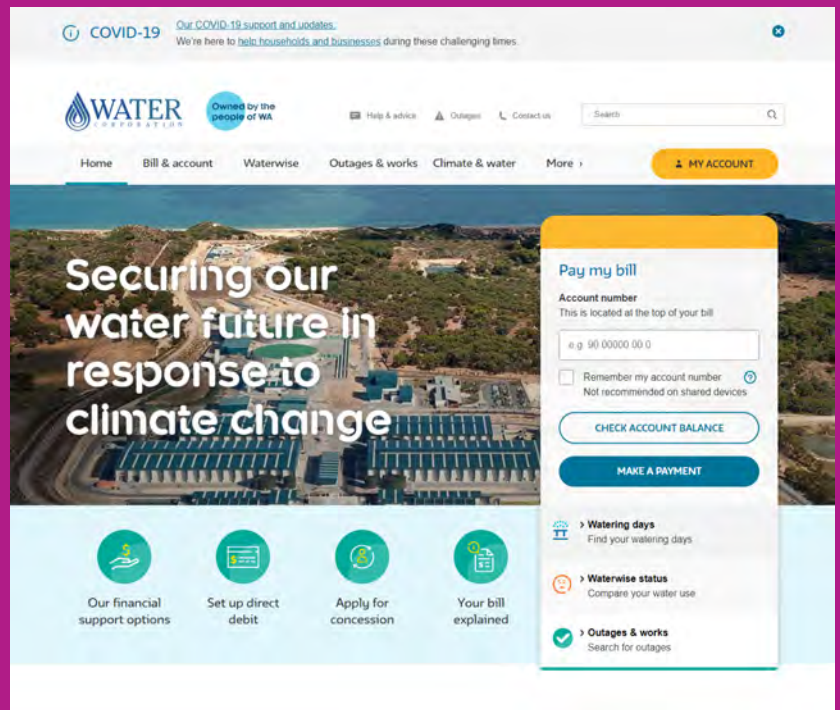 COVID-19
Our COVID-19 support and updates.
We're here to help households and businesses during these challenging times.
WATER
CORPORATION
Owned by the
people of WA
Help & advice
Outages
Contact us
Search
Home
Bill & account
Waterwise
Outages & works
Climate & water
More ›
MY ACCOUNT
Securing our
water future in
response to
climate change
Pay my bill
Account number
This is located at the top of your bill
e.g. 90 00000 00 0
Remember my account number
Not recommended on shared devices
CHECK ACCOUNT BALANCE
MAKE A PAYMENT
› Watering days
Find your watering days
› Waterwise status
Compare your water use
› Outages & works
Search for outages
Our financial
support options
Set up direct
debit
Apply for
concession
Your bill
explained